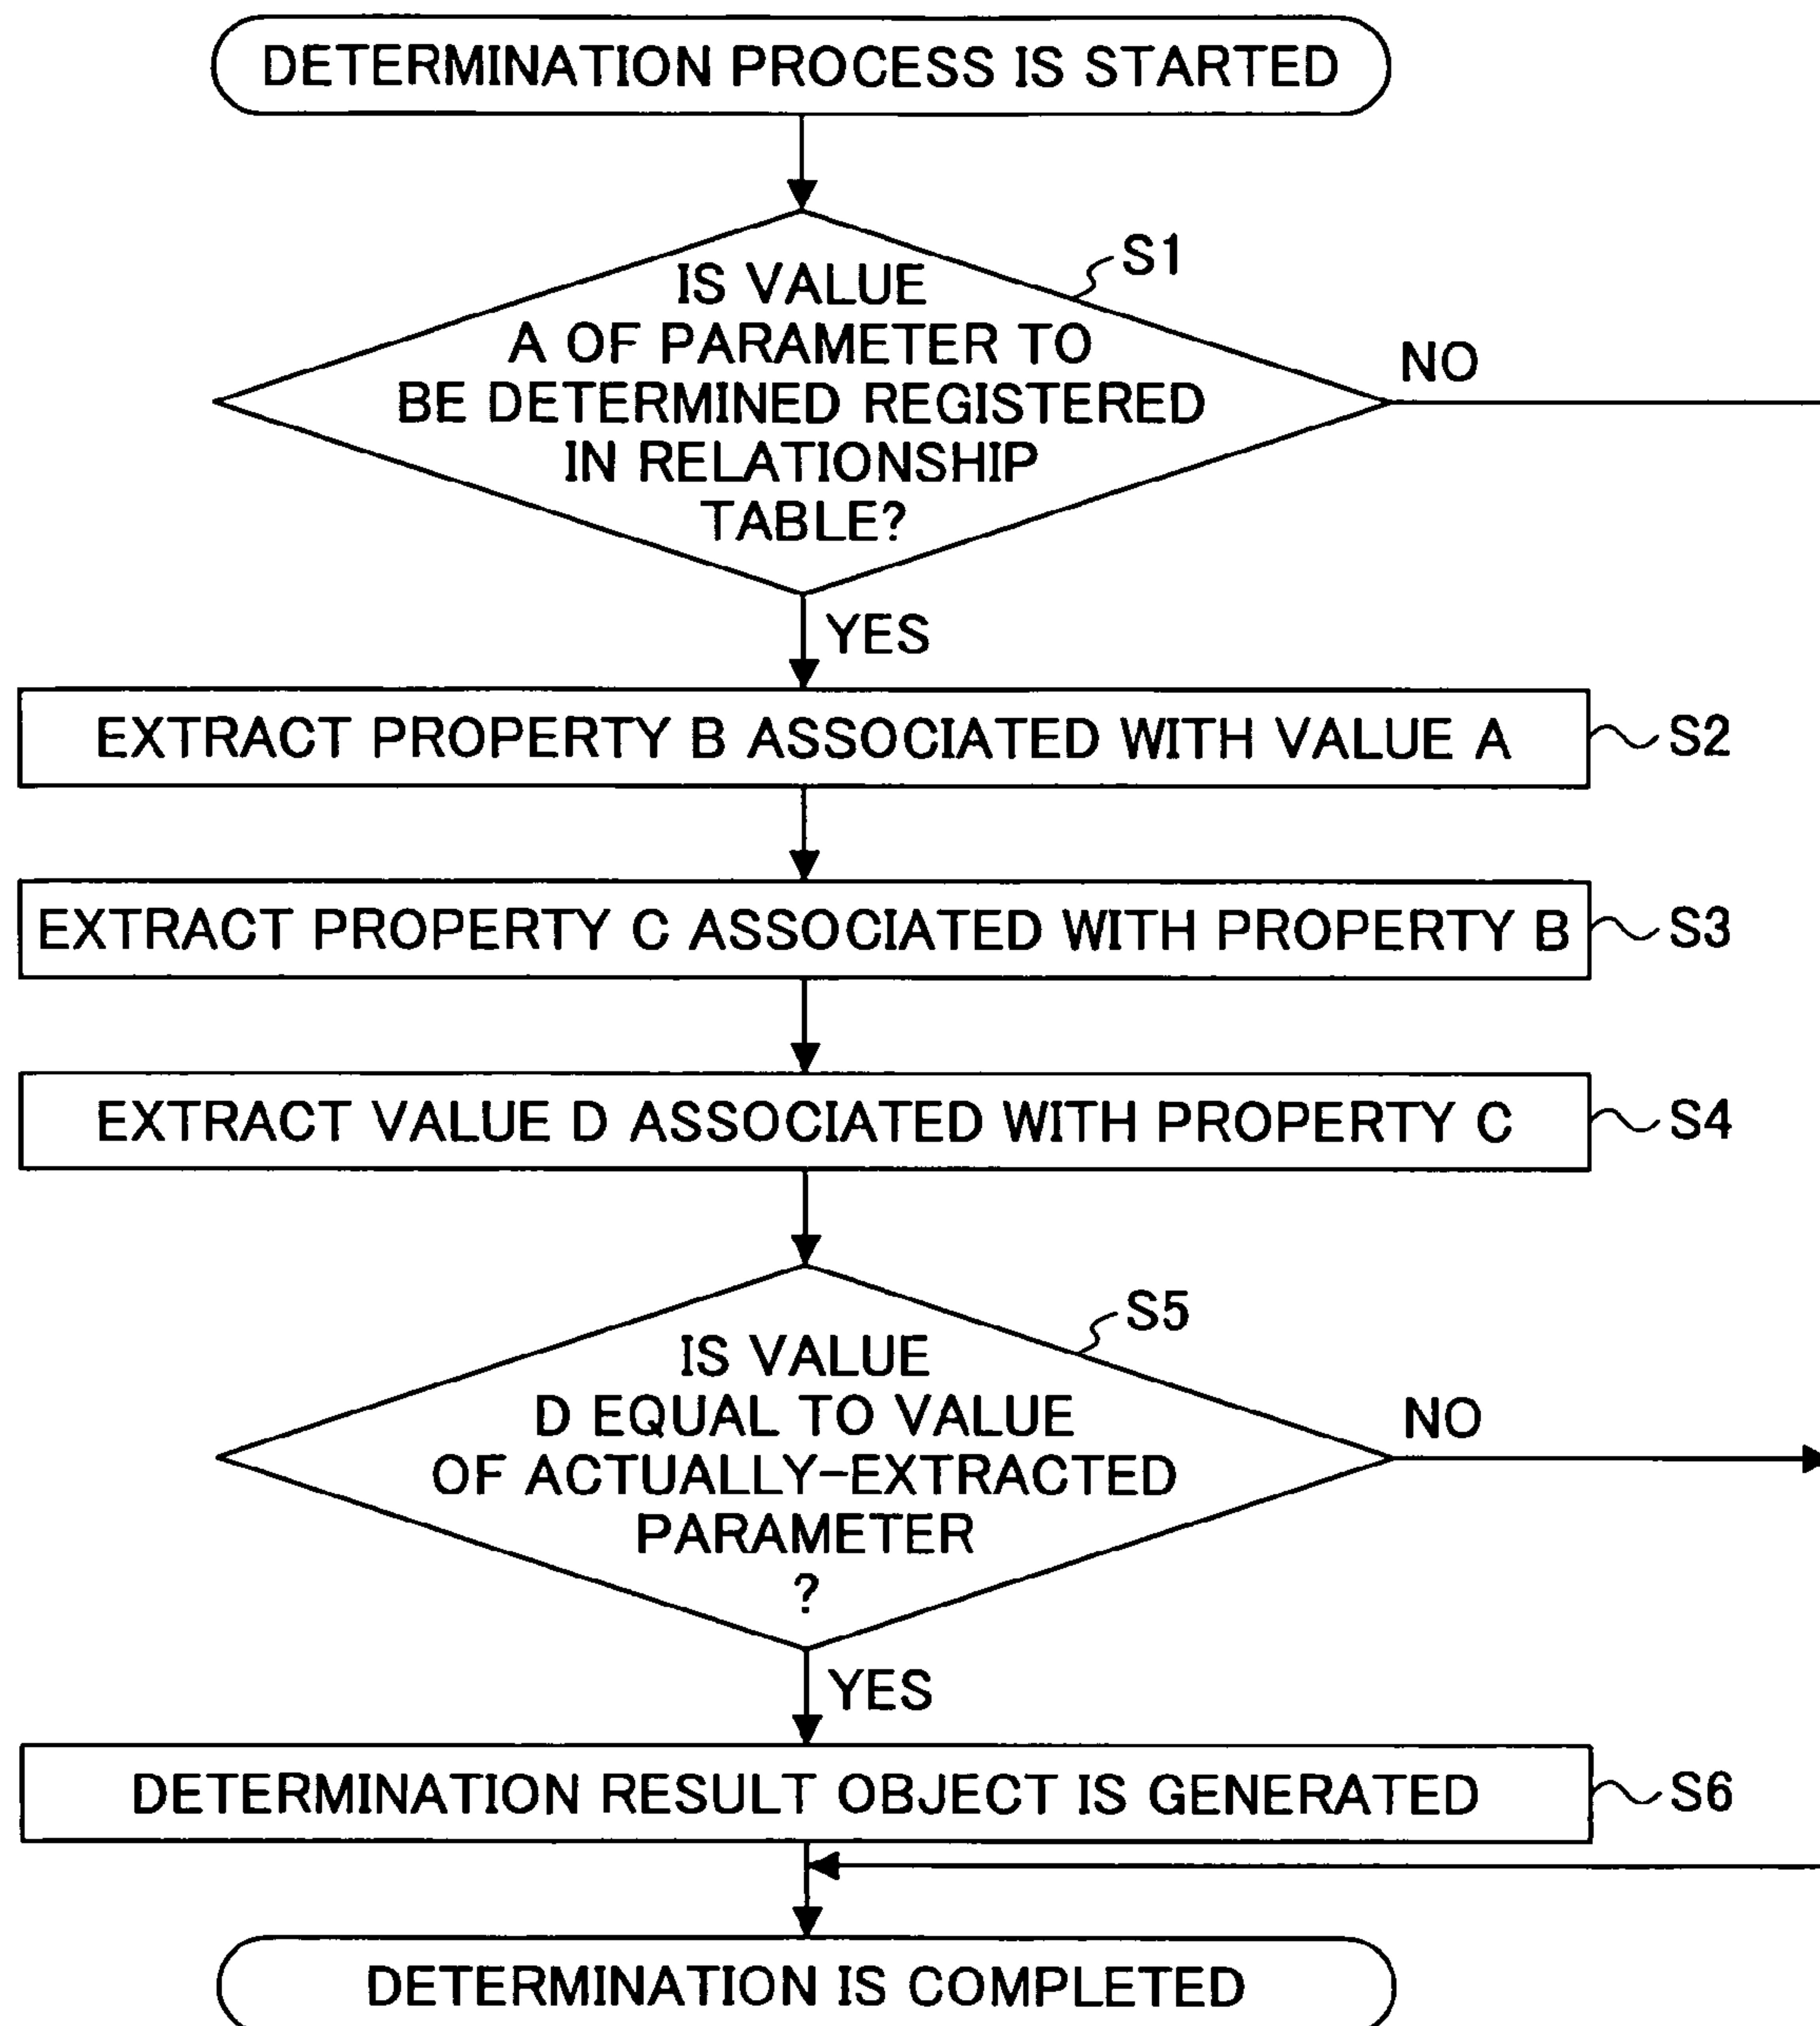 DETERMINATION PROCESS IS STARTED
S1
IS VALUE
A OF PARAMETER TO
BE DETERMINED REGISTERED
IN RELATIONSHIP
TABLE?
NO
YES
EXTRACT PROPERTY B ASSOCIATED WITH VALUE A
S2
EXTRACT PROPERTY C ASSOCIATED WITH PROPERTY B
S3
EXTRACT VALUE D ASSOCIATED WITH PROPERTY C
S4
S5
IS VALUE
D EQUAL TO VALUE
OF ACTUALLY-EXTRACTED
PARAMETER
?
NO
YES
DETERMINATION RESULT OBJECT IS GENERATED
S6
DETERMINATION IS COMPLETED